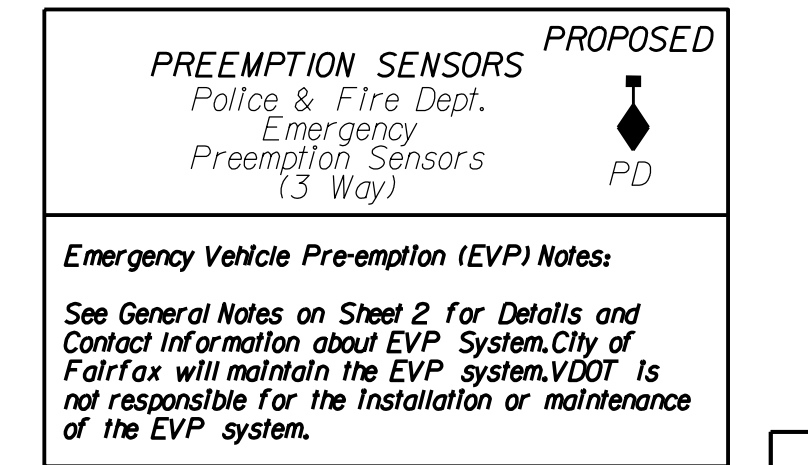 PROPOSED
PREEMPTION SENSORS
Police & Fire Dept.
Emergency
Preemption Sensors
(3 Way)
PD
Emergency Vehicle Pre-emption (EVP) Notes:
See General Notes on Sheet 2 for Details and
Contact Information about EVP System.City of
Fairfax will maintain the EVP system.VDOT is
not responsible for the installation or maintenance
of the EVP system.